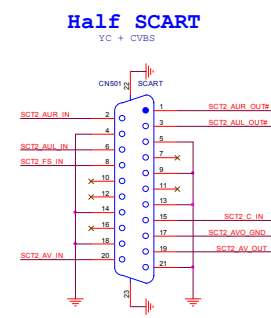 Half SCART
YC + CVBS
CN501 22 SCART
1 SCT2_AUR_OUT#
SCT2_AUR_IN 2
3 SCT2_AUL_OUT#
4
5
SCT2_AUL_IN 6
7
SCT2_FS_IN 8
9
10
11
12
13
14
15 SCT2_C_IN
16
17 SCT2_AVO_GND
18
19 SCT2_AV_OUT
SCT2_AV_IN 20
21
23